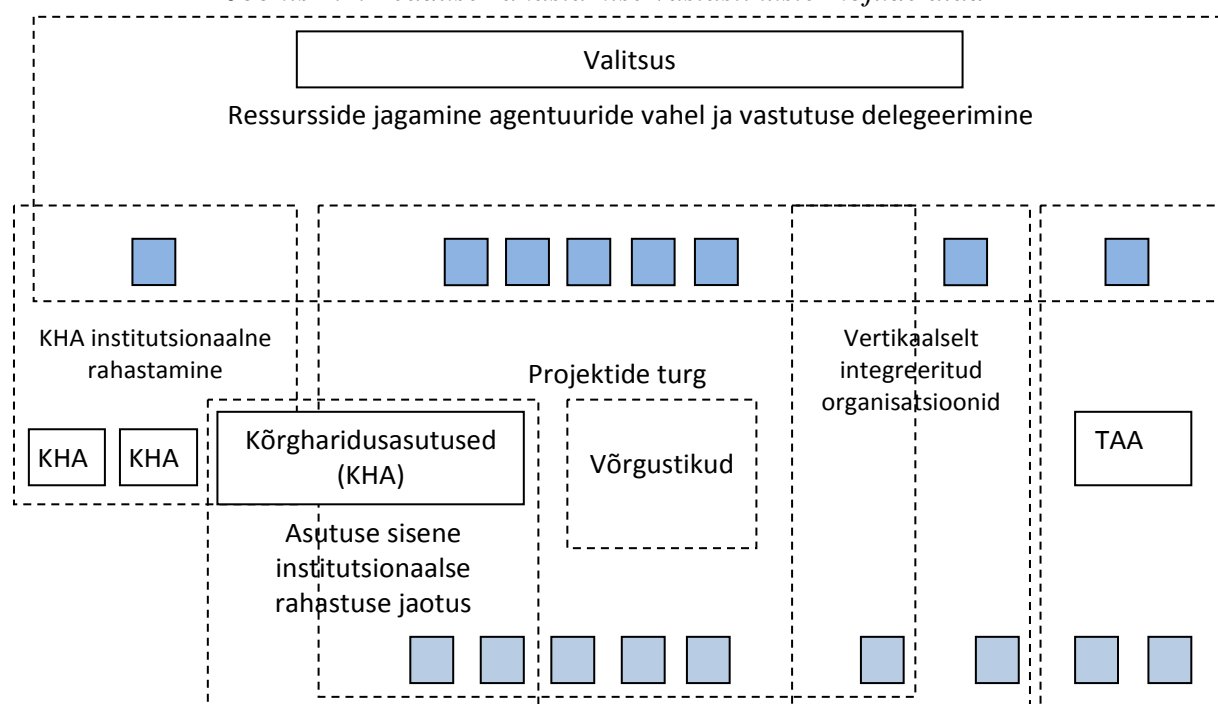 Valitsus
Ressursside jagamine agentuuride vahel ja vastutuse delegeerimine
KHA institutsionaalne
rahastamine
Projektide turg
Vertikaalselt
integreeritud
organisatsioonid
KHA
KHA
Kõrgharidusasutused
(KHA)
Võrgustikud
TAA
Asutuse sisene
institutsionaalse
rahastuse jaotus